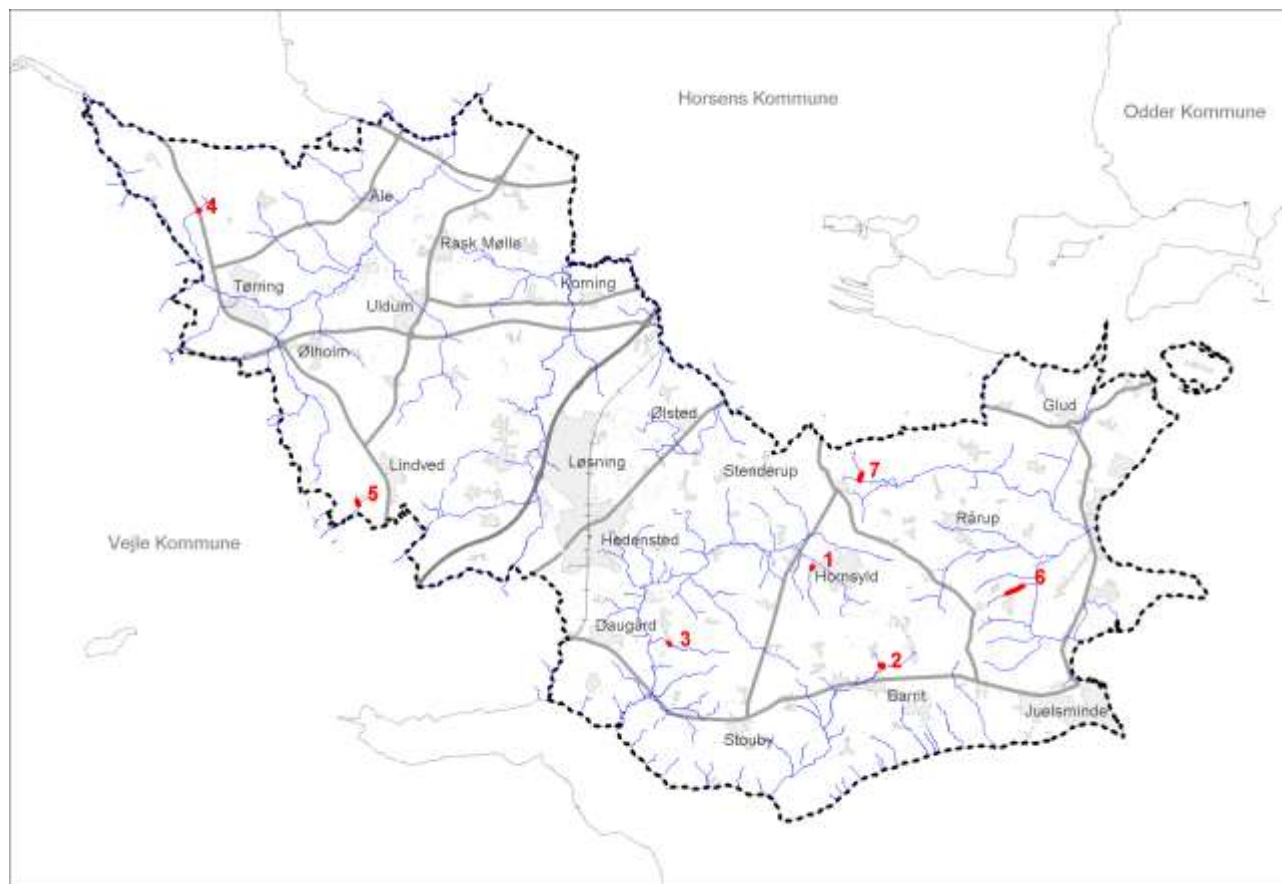 Horsens Kommune
Odder Kommune
Åle
4
Rask Mølle
Tørring
Korning
Uldum
Ølholm
Glud
Ølsted
Lindved
Løsning
Stenderup
7
5
Rårup
Vejle Kommune
Hedensted
1
Hornsyld
6
Daugård
3
2
Barrit
Juelsminde
Stouby